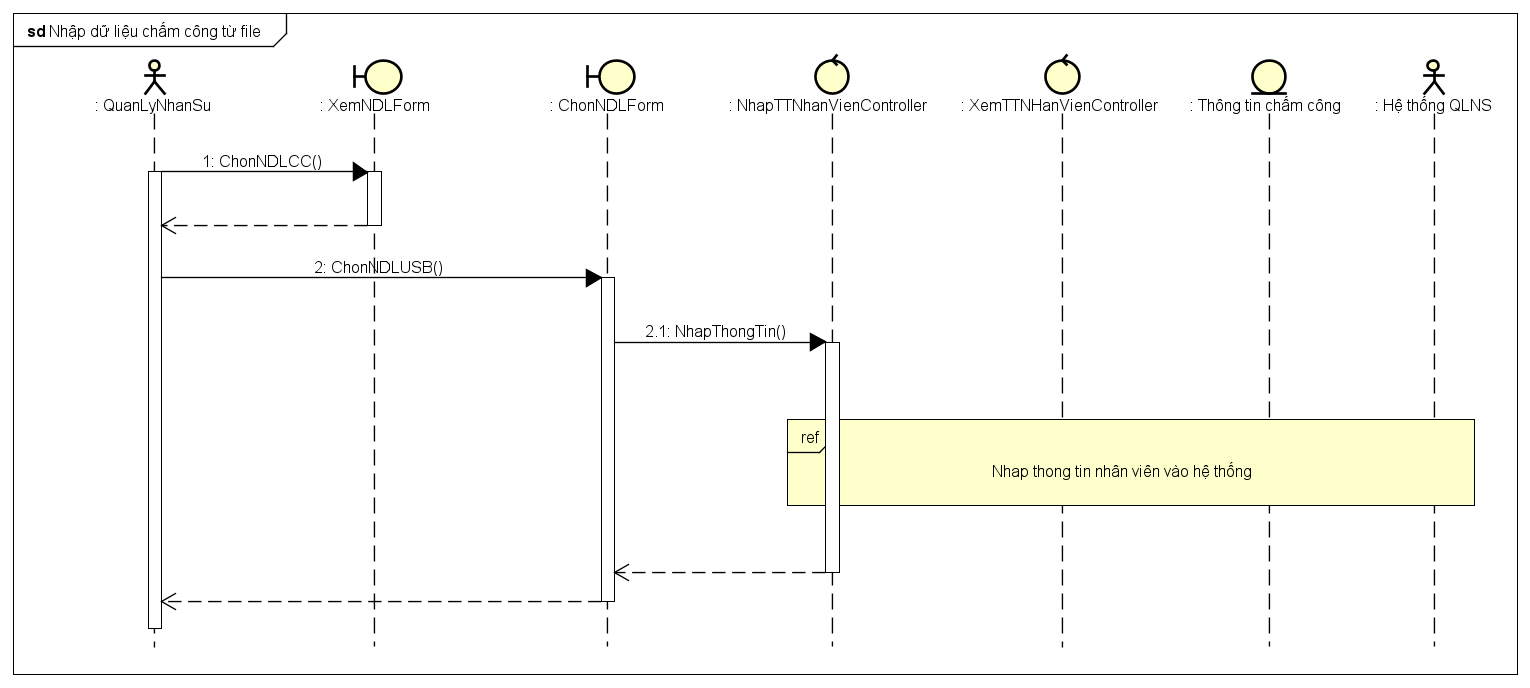 sd Nhập dữ liệu chấm công từ file
: QuanLyNhanSu
: XemNDLForm
: ChonNDLForm
: NhapTTNhanVienController
: XemTTNHanVienController
: Thông tin chấm công
: Hệ thống QLNS
1: ChonNDLCC()
2: ChonNDLUSB()
2.1: NhapThongTin()
ref
Nhap thong tin nhân viên vào hệ thống